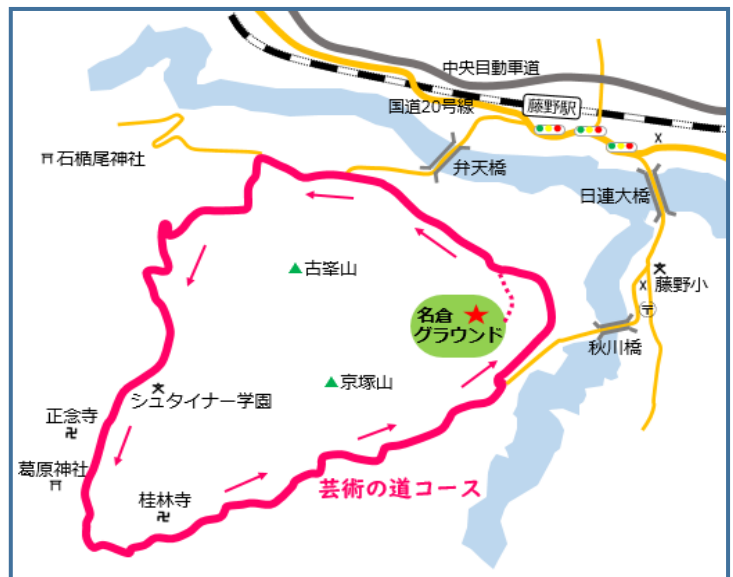 中央目動車道
国道20号線
藤野駅
石楯尾神社
弁天橋
日連大橋
古峯山
藤野小
〒
名倉
グラウンド
秋川橋
京塚山
シュタイナー学園
正念寺
卍
葛原神社
桂林寺
卍
芸術の道コース